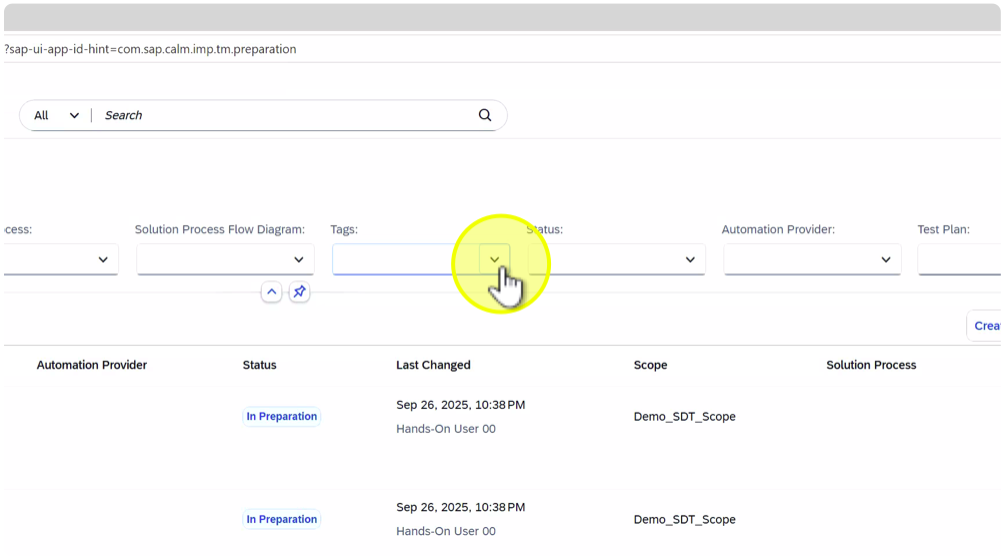 ?sap-ui-app-id-hint=com.sap.calm.imp.tm.preparation
All Search
Solution Process Flow Diagram: Tags: Status: Automation Provider: Test Plan:
Automation Provider Status Last Changed Scope Solution Process
In Preparation Sep 26, 2025, 10:38 PM Demo_SDT_Scope
Hands-On User 00
In Preparation Sep 26, 2025, 10:38 PM Demo_SDT_Scope
Hands-On User 00